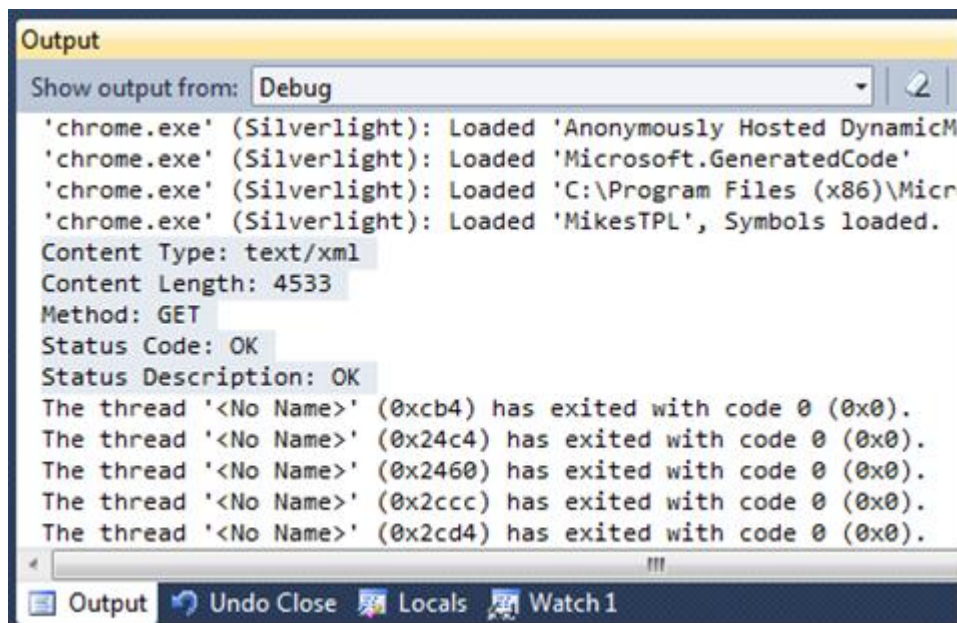 Output
Show output from: Debug
'chrome.exe' (Silverlight): Loaded 'Anonymously Hosted DynamicM
'chrome.exe' (Silverlight): Loaded 'Microsoft.GeneratedCode'
'chrome.exe' (Silverlight): Loaded 'C:\Program Files (x86)\Micr
'chrome.exe' (Silverlight): Loaded 'MikesTPL', Symbols loaded.
Content Type: text/xml
Content Length: 4533
Method: GET
Status Code: OK
Status Description: OK
The thread '<No Name>' (0xcb4) has exited with code 0 (0x0).
The thread '<No Name>' (0x24c4) has exited with code 0 (0x0).
The thread '<No Name>' (0x2460) has exited with code 0 (0x0).
The thread '<No Name>' (0x2ccc) has exited with code 0 (0x0).
The thread '<No Name>' (0x2cd4) has exited with code 0 (0x0).
Output Undo Close Locals Watch 1